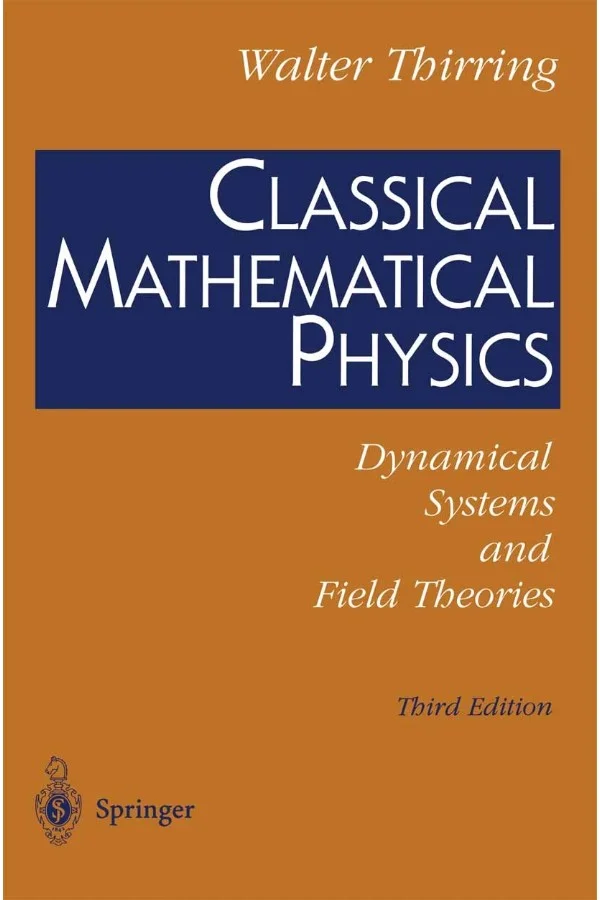 Walter Thirring
CLASSICAL
MATHEMATICAL
PHYSICS
Dynamical
Systems
and
Field Theories
Third Edition
Springer